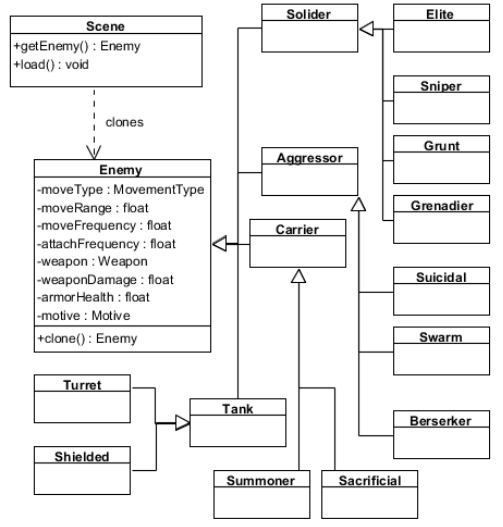 Scene
+getEnemy() : Enemy
+load() : void
clones
Enemy
-moveType : MovementType
-moveRange : float
-moveFrequency : float
-attachFrequency : float
-weapon : Weapon
-weaponDamage : float
-armorHealth : float
-motive : Motive
+clone() : Enemy
Solider
Elite
Sniper
Grunt
Grenadier
Aggressor
Suicidal
Swarm
Berserker
Carrier
Summoner
Sacrificial
Tank
Turret
Shielded